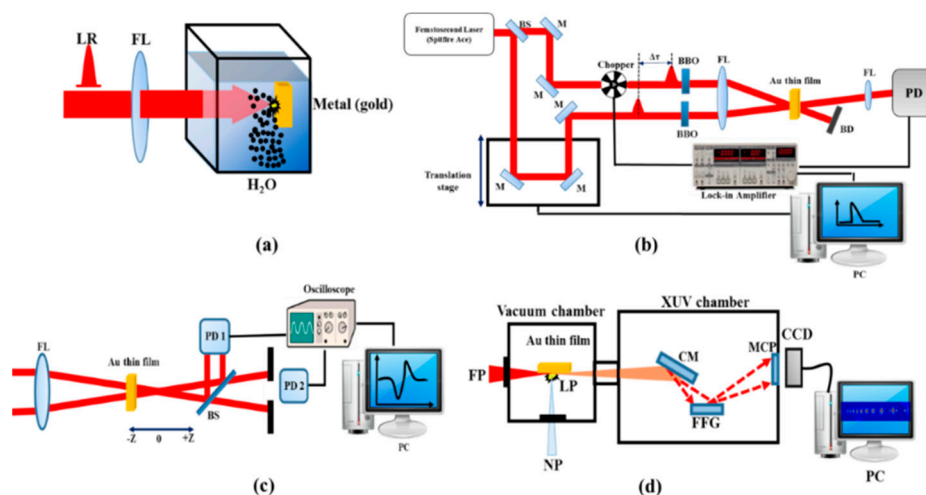 LR
FL
Metal (gold)
H2O
(a)
Femtosecond Laser
(Spitfire Ace)
BS
M
M
M
Chopper
Δτ
BBO
FL
Au thin film
FL
PD
M
BBO
BD
Translation
stage
M
M
Lock-in Amplifier
PC
(b)
Oscilloscope
FL
Au thin film
PD 1
PD 2
BS
-Z
0
+Z
PC
(c)
XUV chamber
Vacuum chamber
Au thin film
CM
MCP
CCD
FP
LP
FFG
NP
PC
(d)